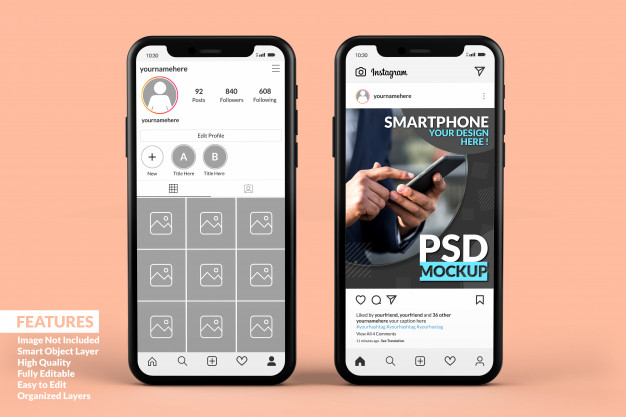 10:30
yournamehere
92
840
608
Posts
Followers
Following
yournamehere
Edit Profile
A
B
New
Title Here
Title Here
FEATURES
Image Not Included
Smart Object Layer
High Quality
Fully Editable
Easy to Edit
Organized Layers
10:30
Instagram
yournamehere
SMARTPHONE
YOUR DESIGN
HERE !
PSD
MOCKUP
Liked by yourfriend, yourfriend and 36 other
yournamehere your caption here
#yourhashtag #yourhastag #yourhastag
View All 4 Comments
11 minutes ago. See Translation